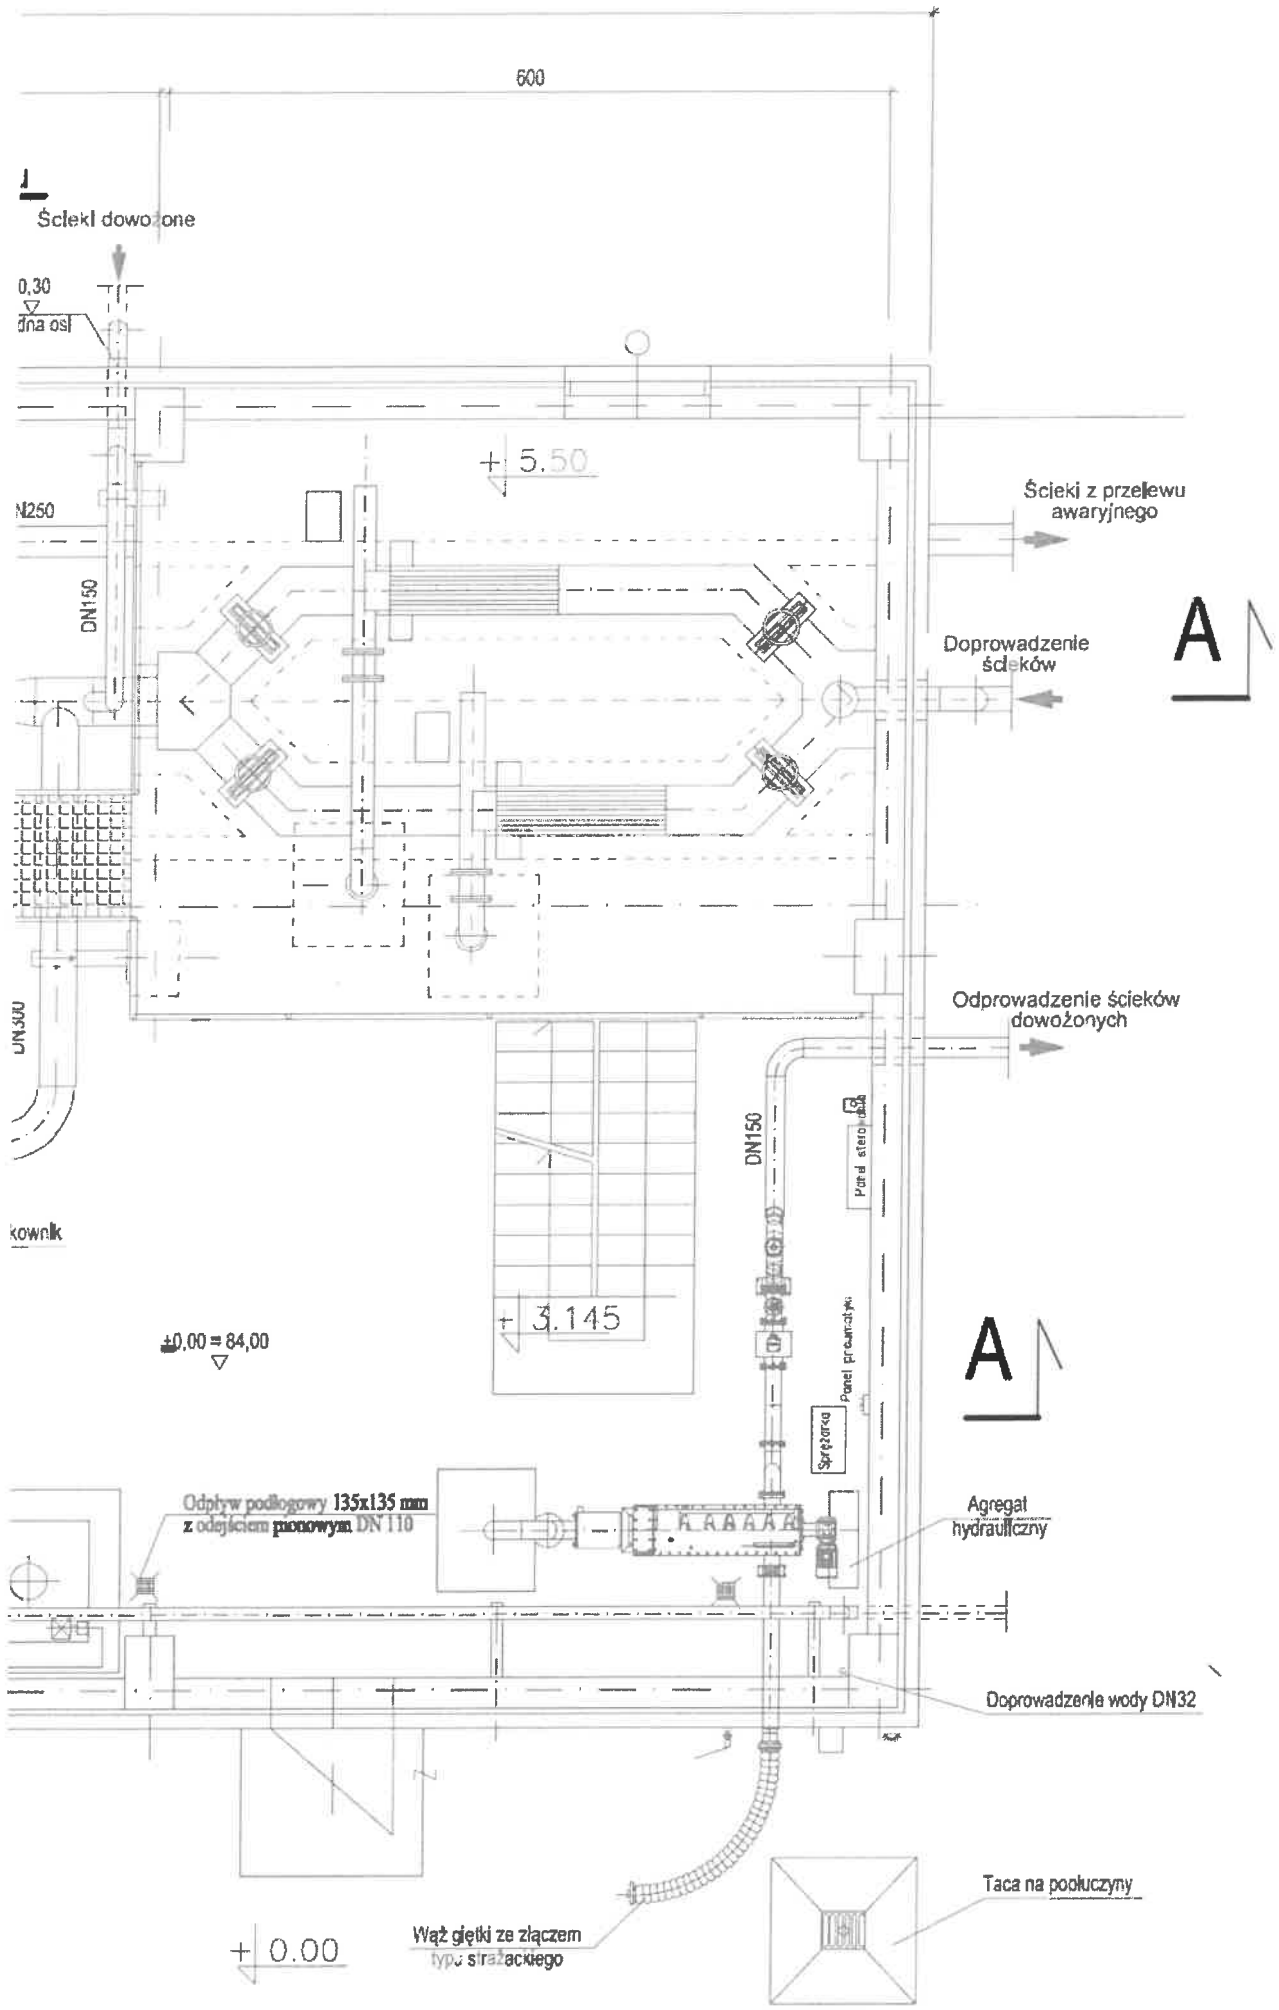 600
Ścieki dowożone
0,30
dna osi
+ 5.50
Ścieki z przelewu
awaryjnego
N250
DN150
A
Doprowadzenie
ścieków
Odprowadzenie ścieków
dowożonych
DN300
DN150
Panel
kownik
+ 3.145
±0,00 = 84,00
Panel pneumatyki
A
Sprężarka
Odpływ podłogowy 135x135 mm
z odejściem pionowym DN 110
Agregat
hydrauliczny
Doprowadzenie wody DN32
Taca na popłuczyny
Wąż giętki ze złączem
typu strażackiego
+ 0.00